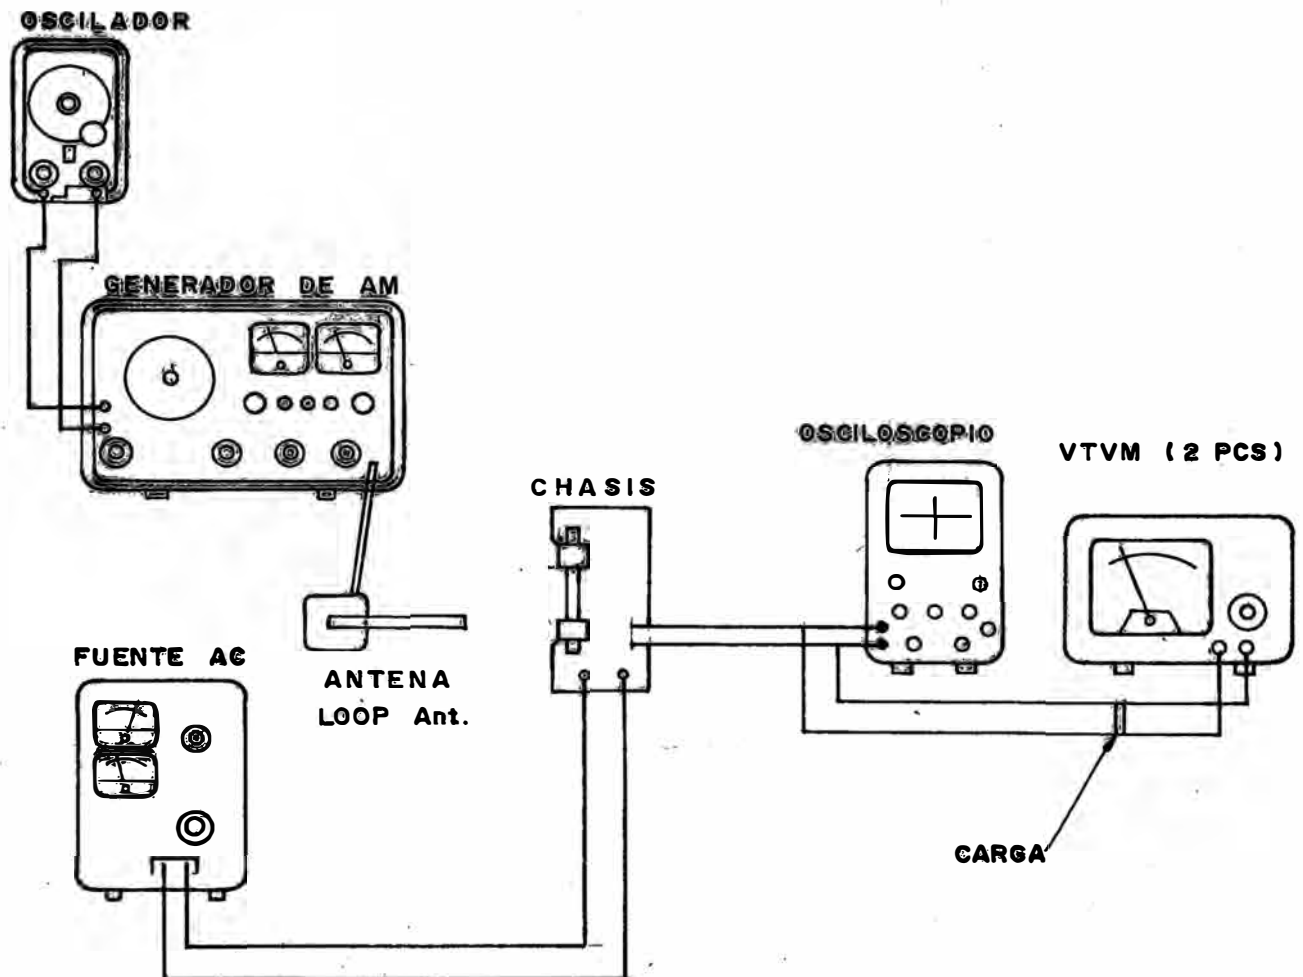 OSCILADOR
GENERADOR DE AM
OSCILOSCOPIO
VTVM (2 PCS)
CHASIS
FUENTE AC
ANTENA
LOOP Ant.
CARGA